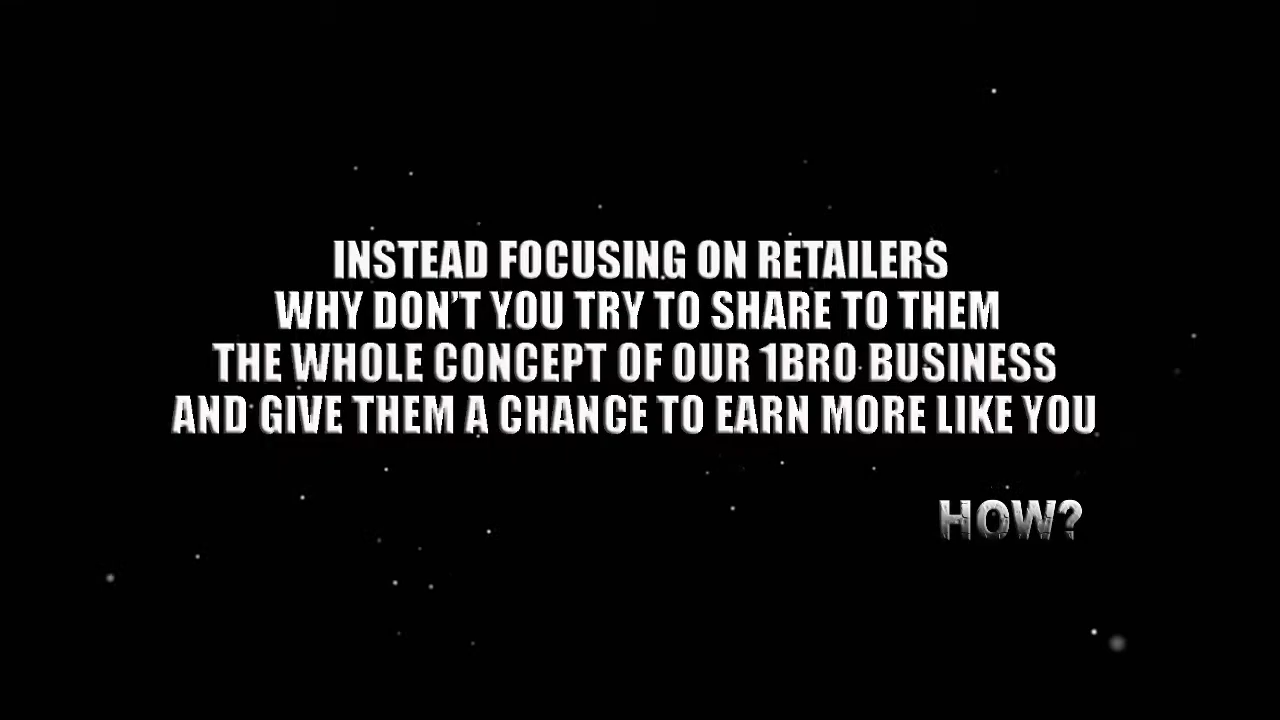 INSTEAD FOCUSING ON RETAILERS
WHY DON'T YOU TRY TO SHARE TO THEM
THE WHOLE CONCEPT OF OUR 1BRO BUSINESS
AND GIVE THEM A CHANCE TO EARN MORE LIKE YOU
HOW?